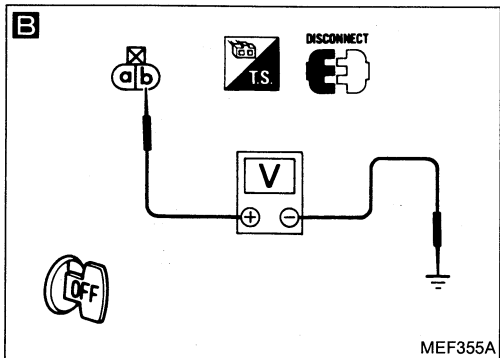 B
DISCONNECT
T.S.
a b
V
+ −
OFF
MEF355A